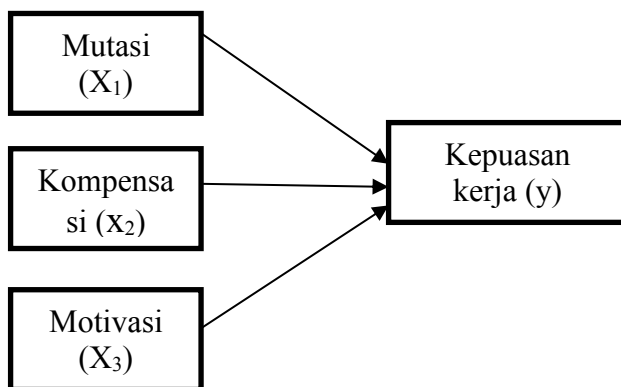 Mutasi
(X₁)
Kompensa
si (x₂)
Motivasi
(X₃)
Kepuasan
kerja (y)